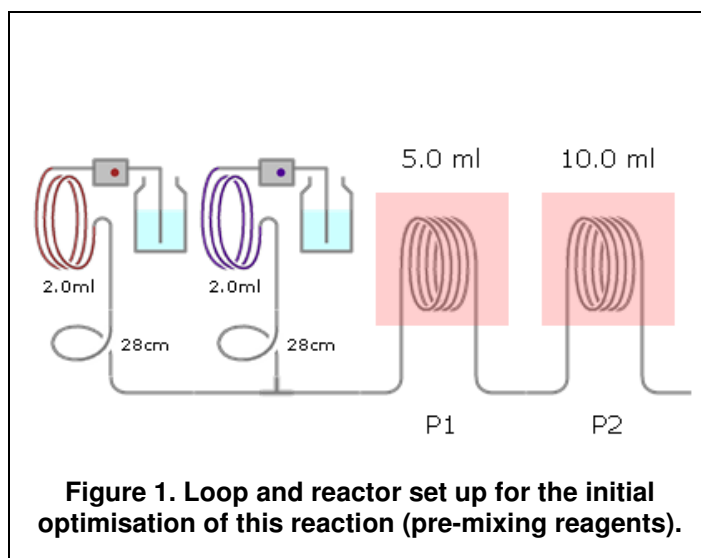 5.0 ml 10.0 ml
2.0ml 2.0ml
28cm 28cm
P1 P2
Figure 1. Loop and reactor set up for the initial
optimisation of this reaction (pre-mixing reagents).